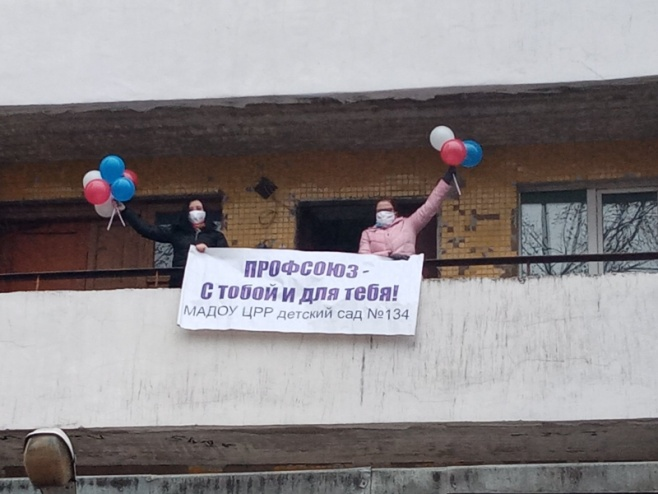 ПРОФСОЮЗ -
С ТОБОЙ И ДЛЯ ТЕБЯ!
МАДОУ ЦРР детский сад №134